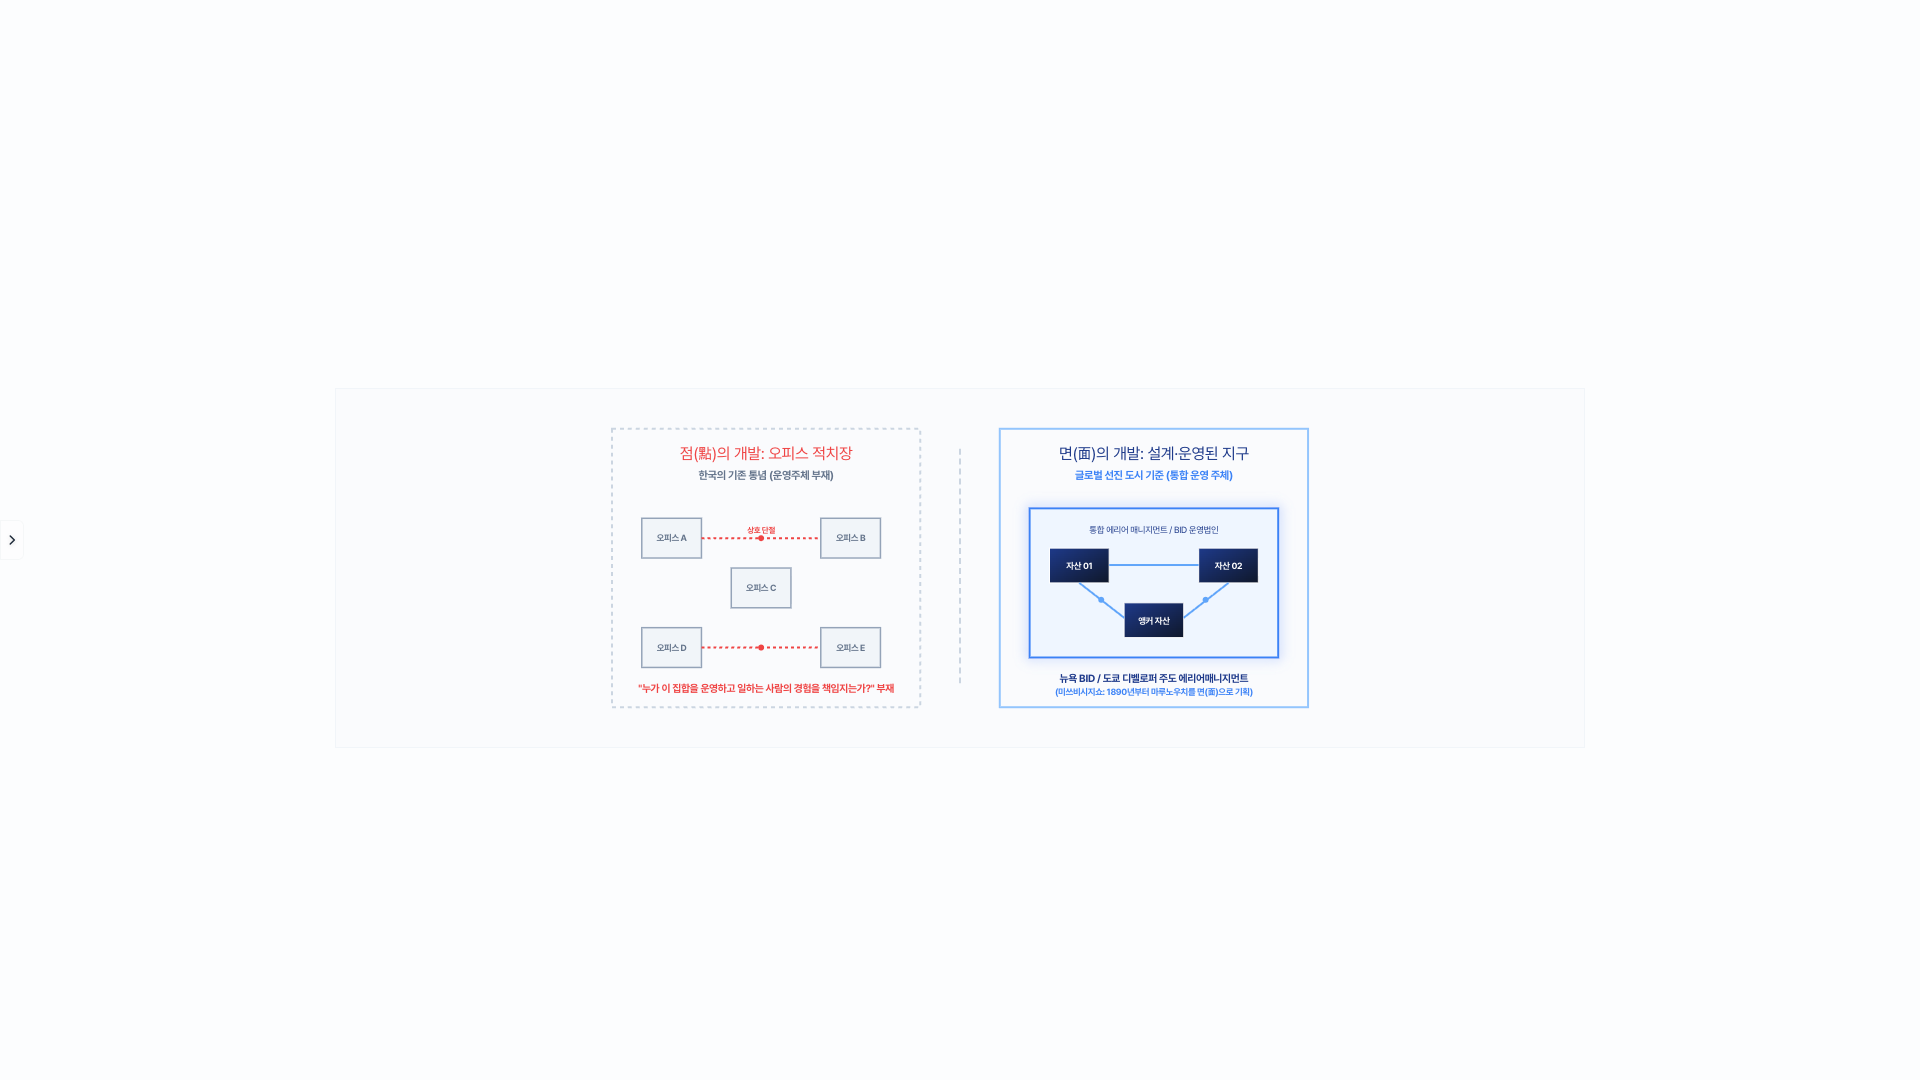 점(點)의 개발: 오피스 적치장
한국의 기존 통념 (운영주체 부재)
오피스 A
상호 단절
오피스 B
오피스 C
오피스 D
오피스 E
"누가 이 집합을 운영하고 일하는 사람의 경험을 책임지는가?" 부재
면(面)의 개발: 설계·운영된 지구
글로벌 선진 도시 기준 (통합 운영 주체)
통합 에리어 매니지먼트 / BID 운영법인
자산 01
자산 02
앵커 자산
뉴욕 BID / 도쿄 디벨로퍼 주도 에리어매니지먼트
(미쓰비시지쇼: 1890년부터 마루노우치를 면(面)으로 기획)